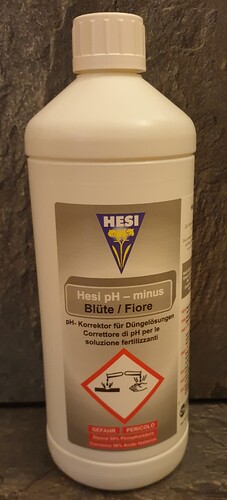 HESI
Hesi pH – minus
Blüte / Fiore
pH- Korrektor für Düngelösungen
Correttore di pH per le
soluzione fertilizzanti
GEFAHR PERICOLO